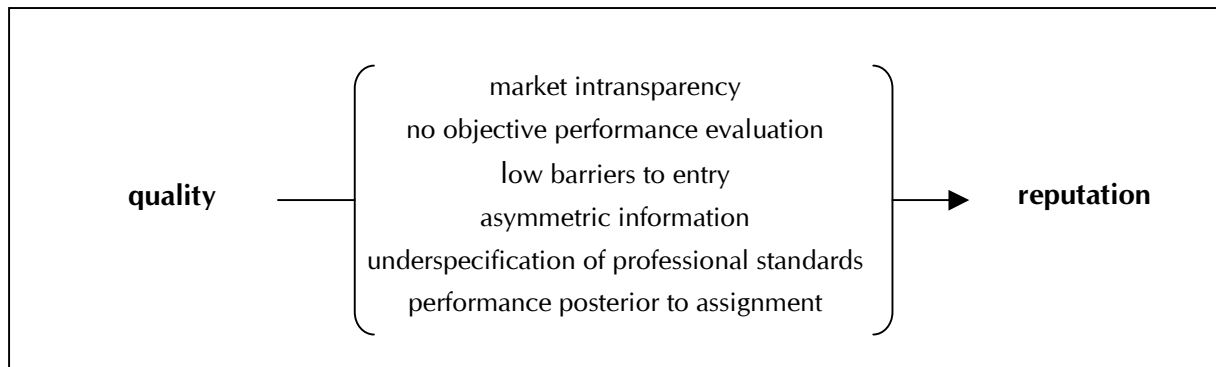 market intransparency
no objective performance evaluation
low barriers to entry
quality
reputation
asymmetric information
underspecification of professional standards
performance posterior to assignment